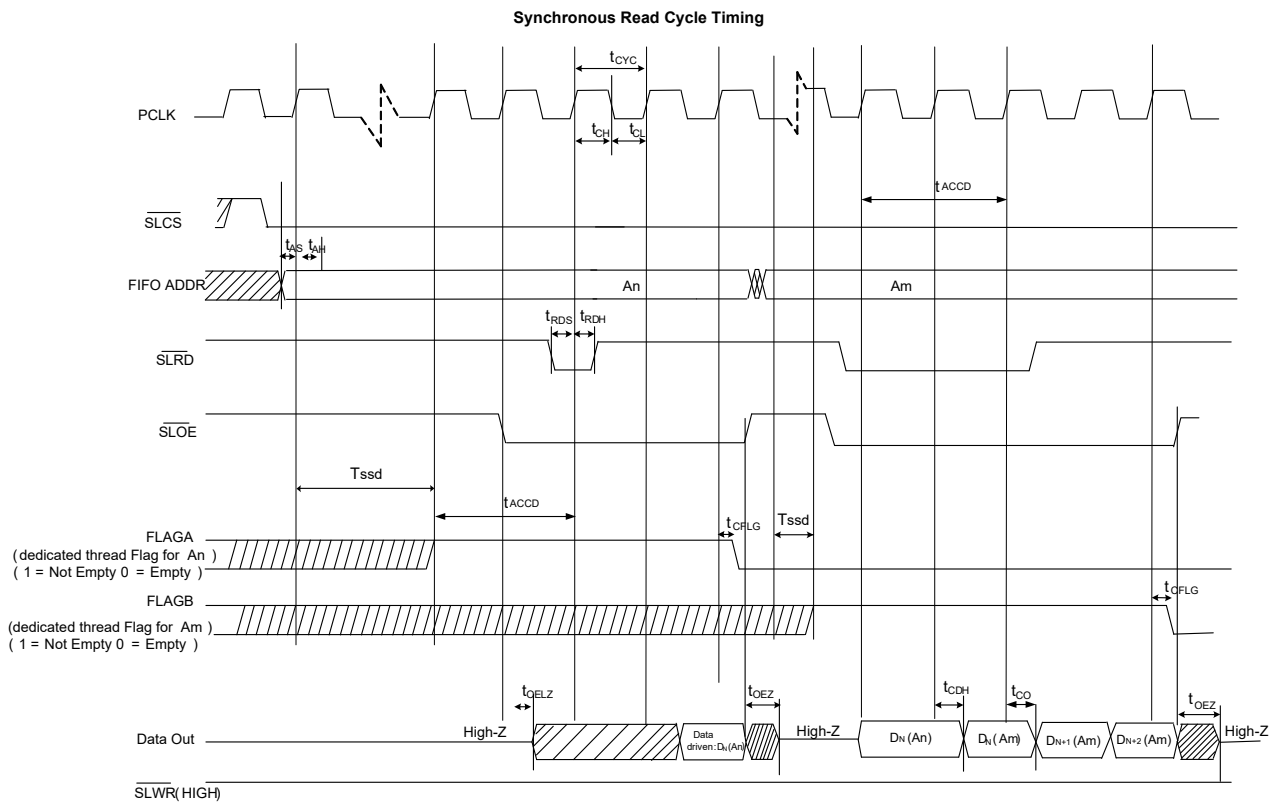 Synchronous Read Cycle Timing
tCYC
PCLK
tCH tCL
tACCD
SLCS
tAS tAH
FIFO ADDR An Am
tRDS tRDH
SLRD
SLOE
Tssd
tACCD
FLAGA tCFLG Tssd
(dedicated thread Flag for An )
( 1 = Not Empty 0 = Empty )
FLAGB tCFLG
(dedicated thread Flag for Am )
( 1 = Not Empty 0 = Empty )
tOELZ tOEZ tCDH tCO tOEZ
Data Out High-Z Data High-Z DN(An) DN(Am) DN+1(Am) DN+2(Am) High-Z
driven:DN(An)
SLWR(HIGH)